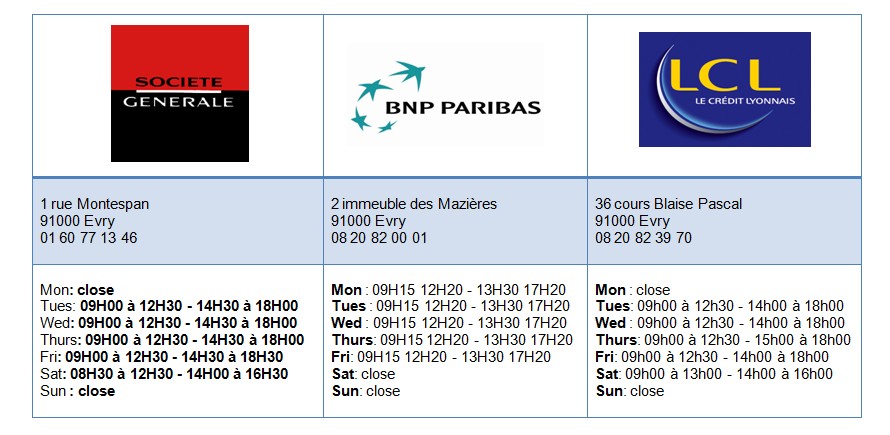 SOCIETE
GENERALE
BNP PARIBAS
LCL
LE CRÉDIT LYONNAIS
1 rue Montespan
91000 Evry
01 60 77 13 46
2 immeuble des Mazières
91000 Evry
08 20 82 00 01
36 cours Blaise Pascal
91000 Evry
08 20 82 39 70
Mon: close
Tues: 09H00 à 12H30 - 14H30 à 18H00
Wed: 09H00 à 12H30 - 14H30 à 18H00
Thurs: 09H00 à 12H30 - 14H30 à 18H00
Fri: 09H00 à 12H30 - 14H30 à 18H30
Sat: 08H30 à 12H30 - 14H00 à 16H30
Sun : close
Mon : 09H15 12H20 - 13H30 17H20
Tues : 09H15 12H20 - 13H30 17H20
Wed : 09H15 12H20 - 13H30 17H20
Thurs: 09H15 12H20 - 13H30 17H20
Fri: 09H15 12H20 - 13H30 17H20
Sat: close
Sun: close
Mon : close
Tues: 09h00 à 12h30 - 14h00 à 18h00
Wed : 09h00 à 12h30 - 14h00 à 18h00
Thurs: 09h00 à 12h30 - 15h00 à 18h00
Fri: 09h00 à 12h30 - 14h00 à 18h00
Sat: 09h00 à 13h00 - 14h00 à 16h00
Sun: close